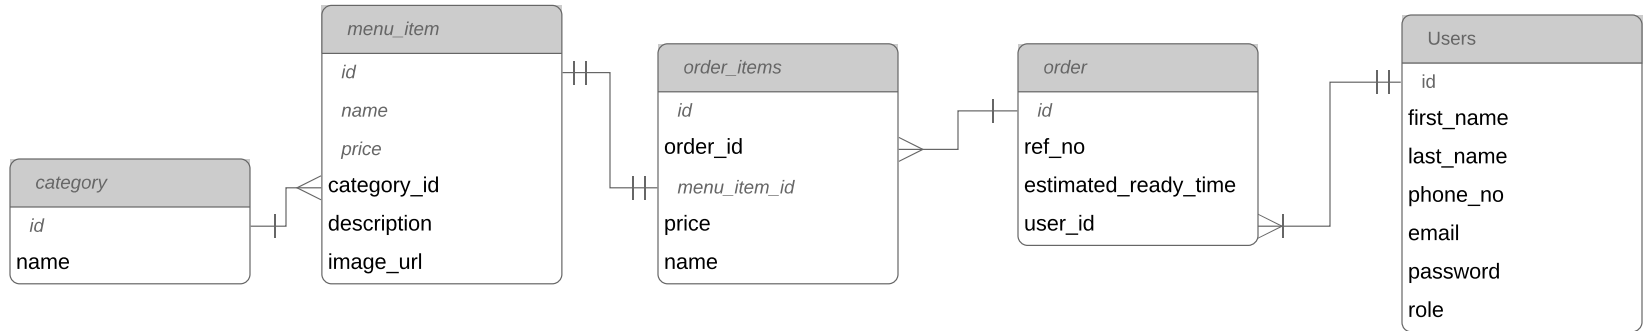 category
id
name
menu_item
id
name
price
category_id
description
image_url
order_items
id
order_id
menu_item_id
price
name
order
id
ref_no
estimated_ready_time
user_id
Users
id
first_name
last_name
phone_no
email
password
role